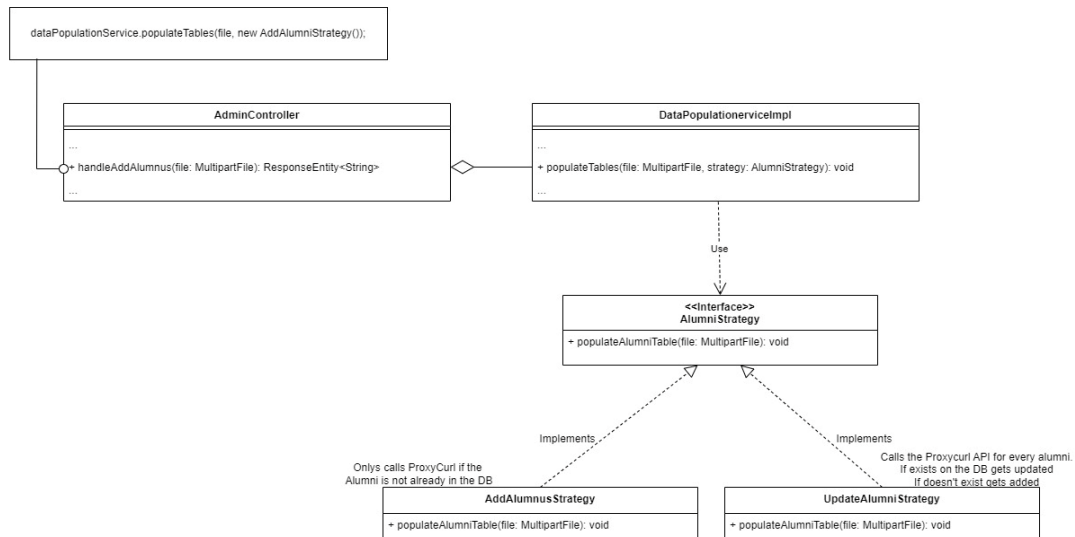 dataPopulationService.populateTables(file, new AddAlumniStrategy());
AdminController
...
+ handleAddAlumnus(file: MultipartFile): ResponseEntity<String>
...
DataPopulationerviceImpl
...
+ populateTables(file: MultipartFile, strategy: AlumniStrategy): void
...
Use
<<Interface>>
AlumniStrategy
+ populateAlumniTable(file: MultipartFile): void
Implements
Implements
Onlys calls ProxyCurl if the
Alumni is not already in the DB
Calls the Proxycurl API for every alumni.
If exists on the DB gets updated
If doesn't exist gets added
AddAlumnusStrategy
+ populateAlumniTable(file: MultipartFile): void
UpdateAlumniStrategy
+ populateAlumniTable(file: MultipartFile): void